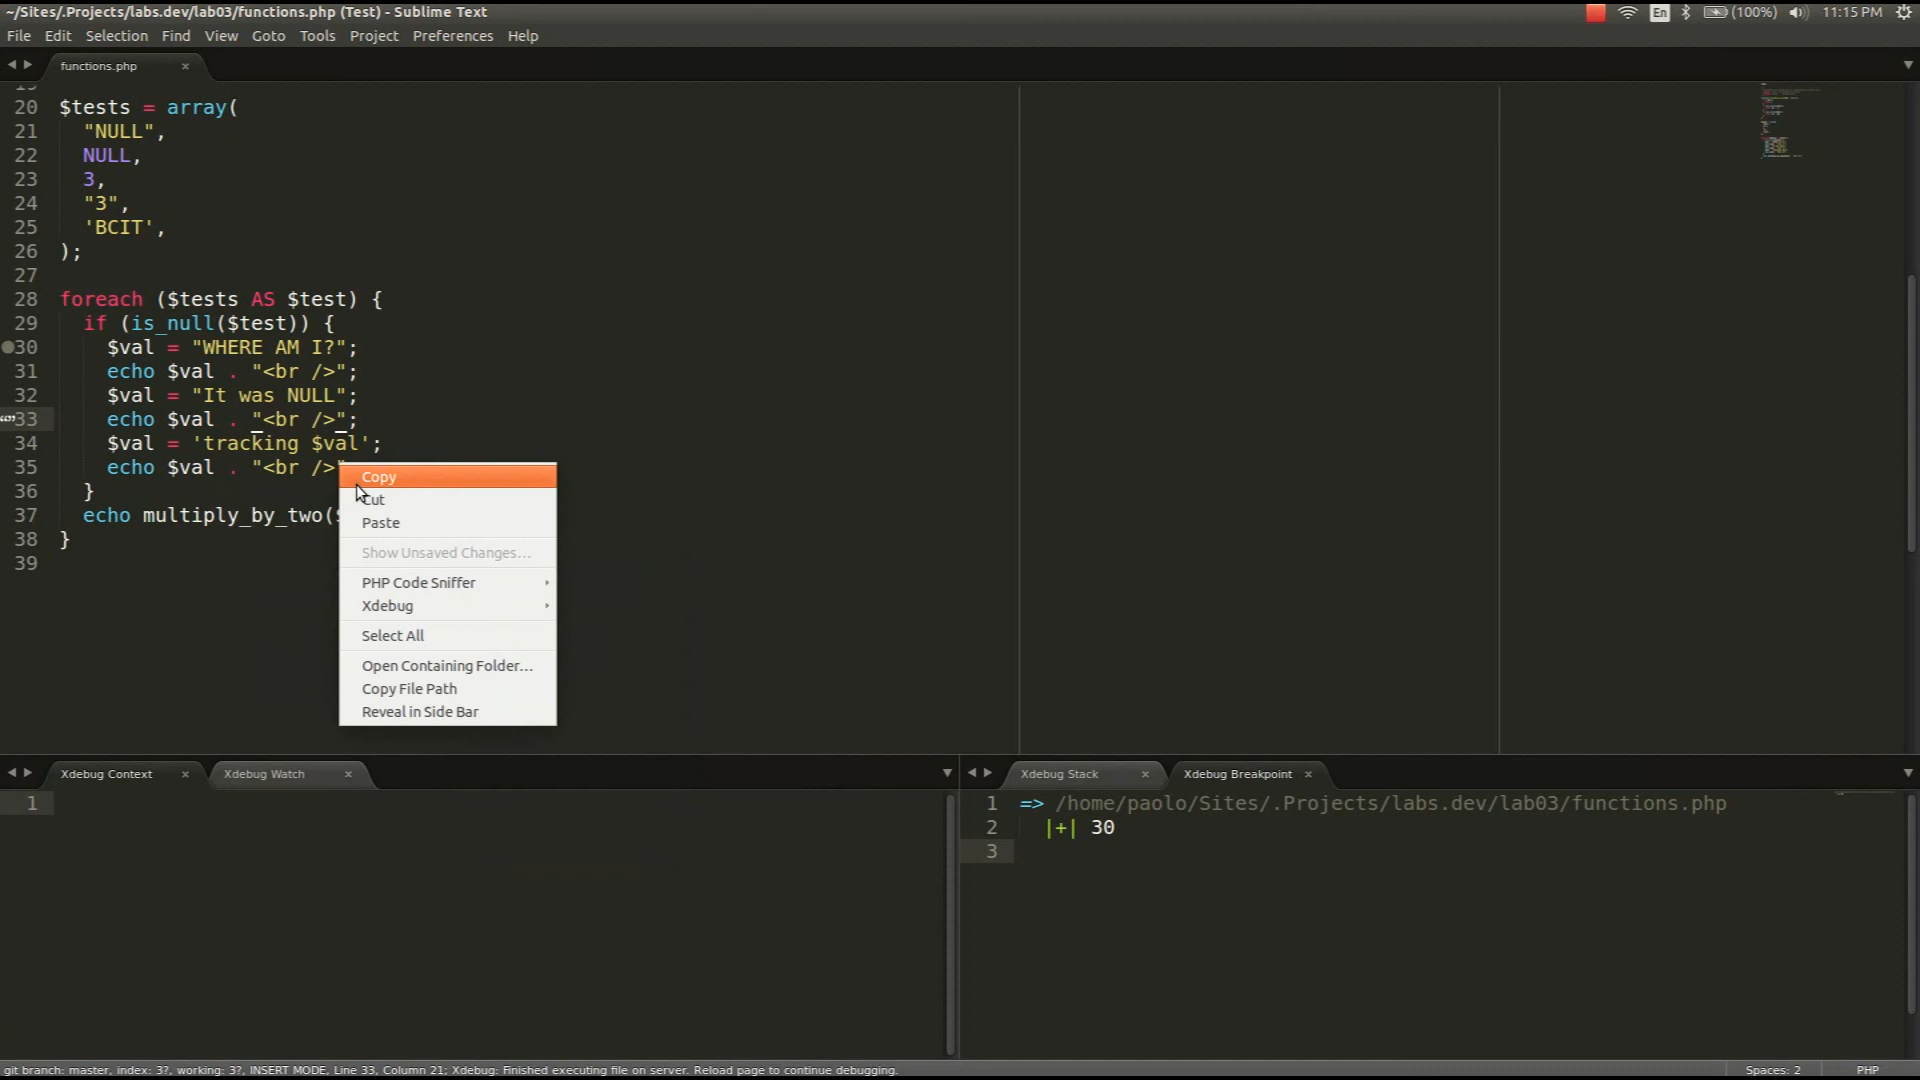 ~/Sites/.Projects/labs.dev/lab03/functions.php (Test) - Sublime Text
En (100%) 11:15 PM
File Edit Selection Find View Goto Tools Project Preferences Help
functions.php ×
20 $tests = array(
21 "NULL",
22 NULL,
23 3,
24 "3",
25 'BCIT',
26 );
27
28 foreach ($tests AS $test) {
29 if (is_null($test)) {
30 $val = "WHERE AM I?";
31 echo $val . "<br />";
32 $val = "It was NULL";
33 echo $val . "<br />";
34 $val = 'tracking $val';
35 echo $val . "<br />"
36 }
37 echo multiply_by_two(
38 }
39
Copy
Cut
Paste
Show Unsaved Changes...
PHP Code Sniffer
Xdebug
Select All
Open Containing Folder...
Copy File Path
Reveal in Side Bar
Xdebug Context × Xdebug Watch ×
1
Xdebug Stack × Xdebug Breakpoint ×
1 => /home/paolo/Sites/.Projects/labs.dev/lab03/functions.php
2 |+| 30
3
git branch: master, index: 3?, working: 3?, INSERT MODE, Line 33, Column 21; Xdebug: Finished executing file on server. Reload page to continue debugging.
Spaces: 2 PHP